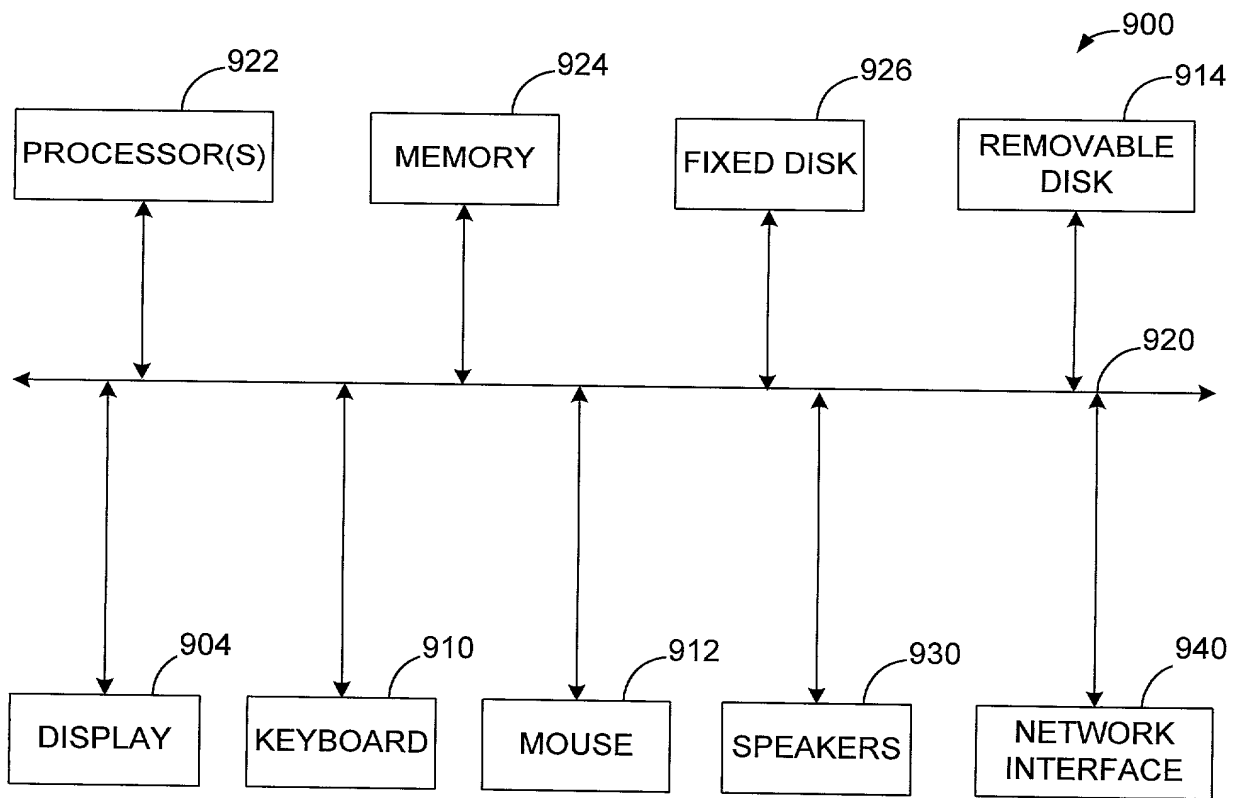 900
922
924
926
914
PROCESSOR(S)
MEMORY
FIXED DISK
REMOVABLE
DISK
920
904
910
912
930
940
DISPLAY
KEYBOARD
MOUSE
SPEAKERS
NETWORK
INTERFACE